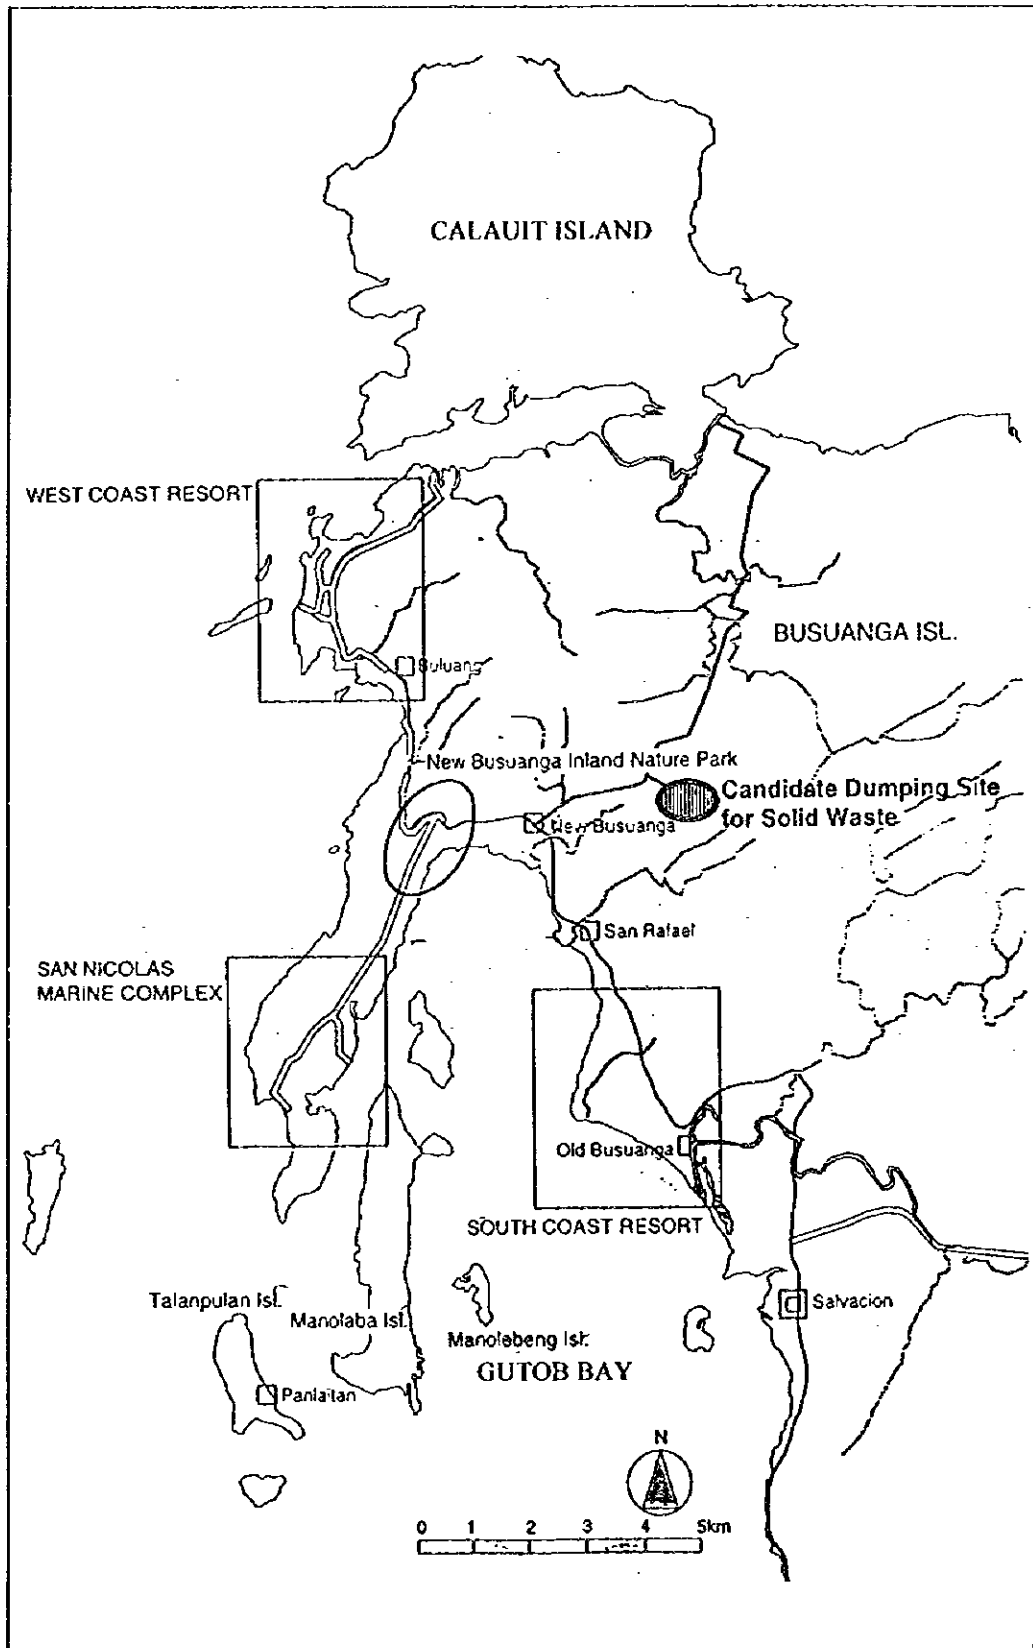 CALAUIT ISLAND
WEST COAST RESORT
BUSUANGA ISL.
Buluang
New Busuanga Inland Nature Park
Candidate Dumping Site
for Solid Waste
New Busuanga
San Rafael
SAN NICOLAS
MARINE COMPLEX
Old Busuanga
SOUTH COAST RESORT
Talanpulan Isl.
Manolaba Isl.
Salvacion
Manolebeng Isl.
GUTOB BAY
Panlaitan
N
0 1 2 3 4 5km